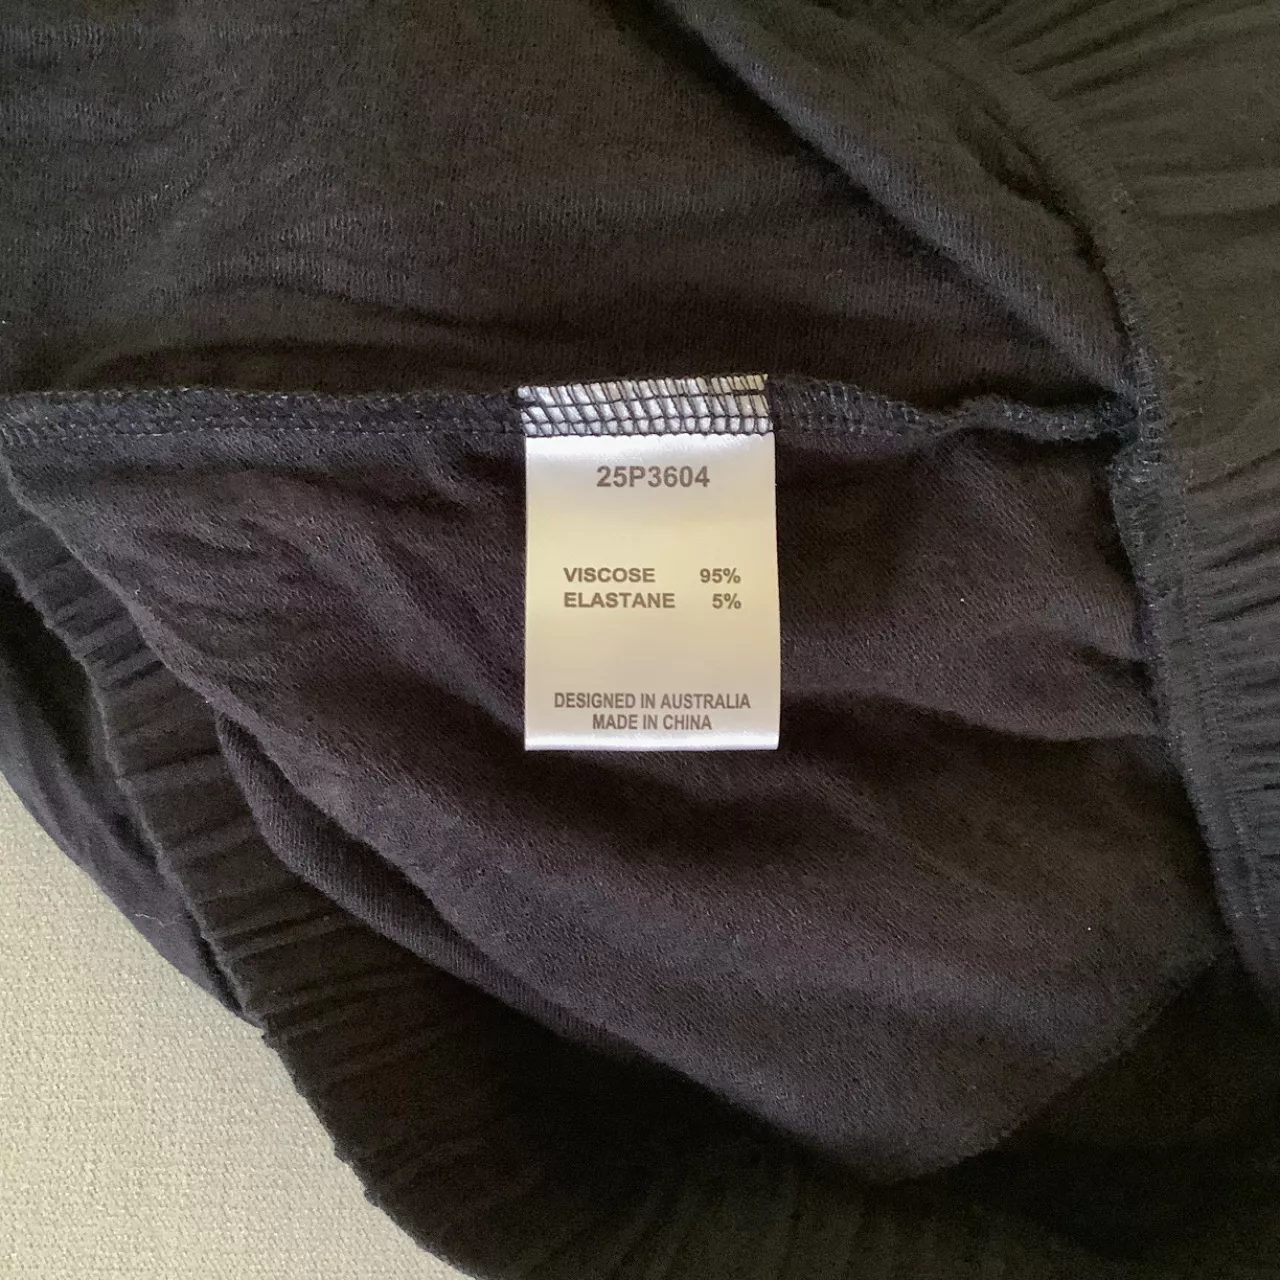 25P3604
VISCOSE 95%
ELASTANE 5%
DESIGNED IN AUSTRALIA
MADE IN CHINA